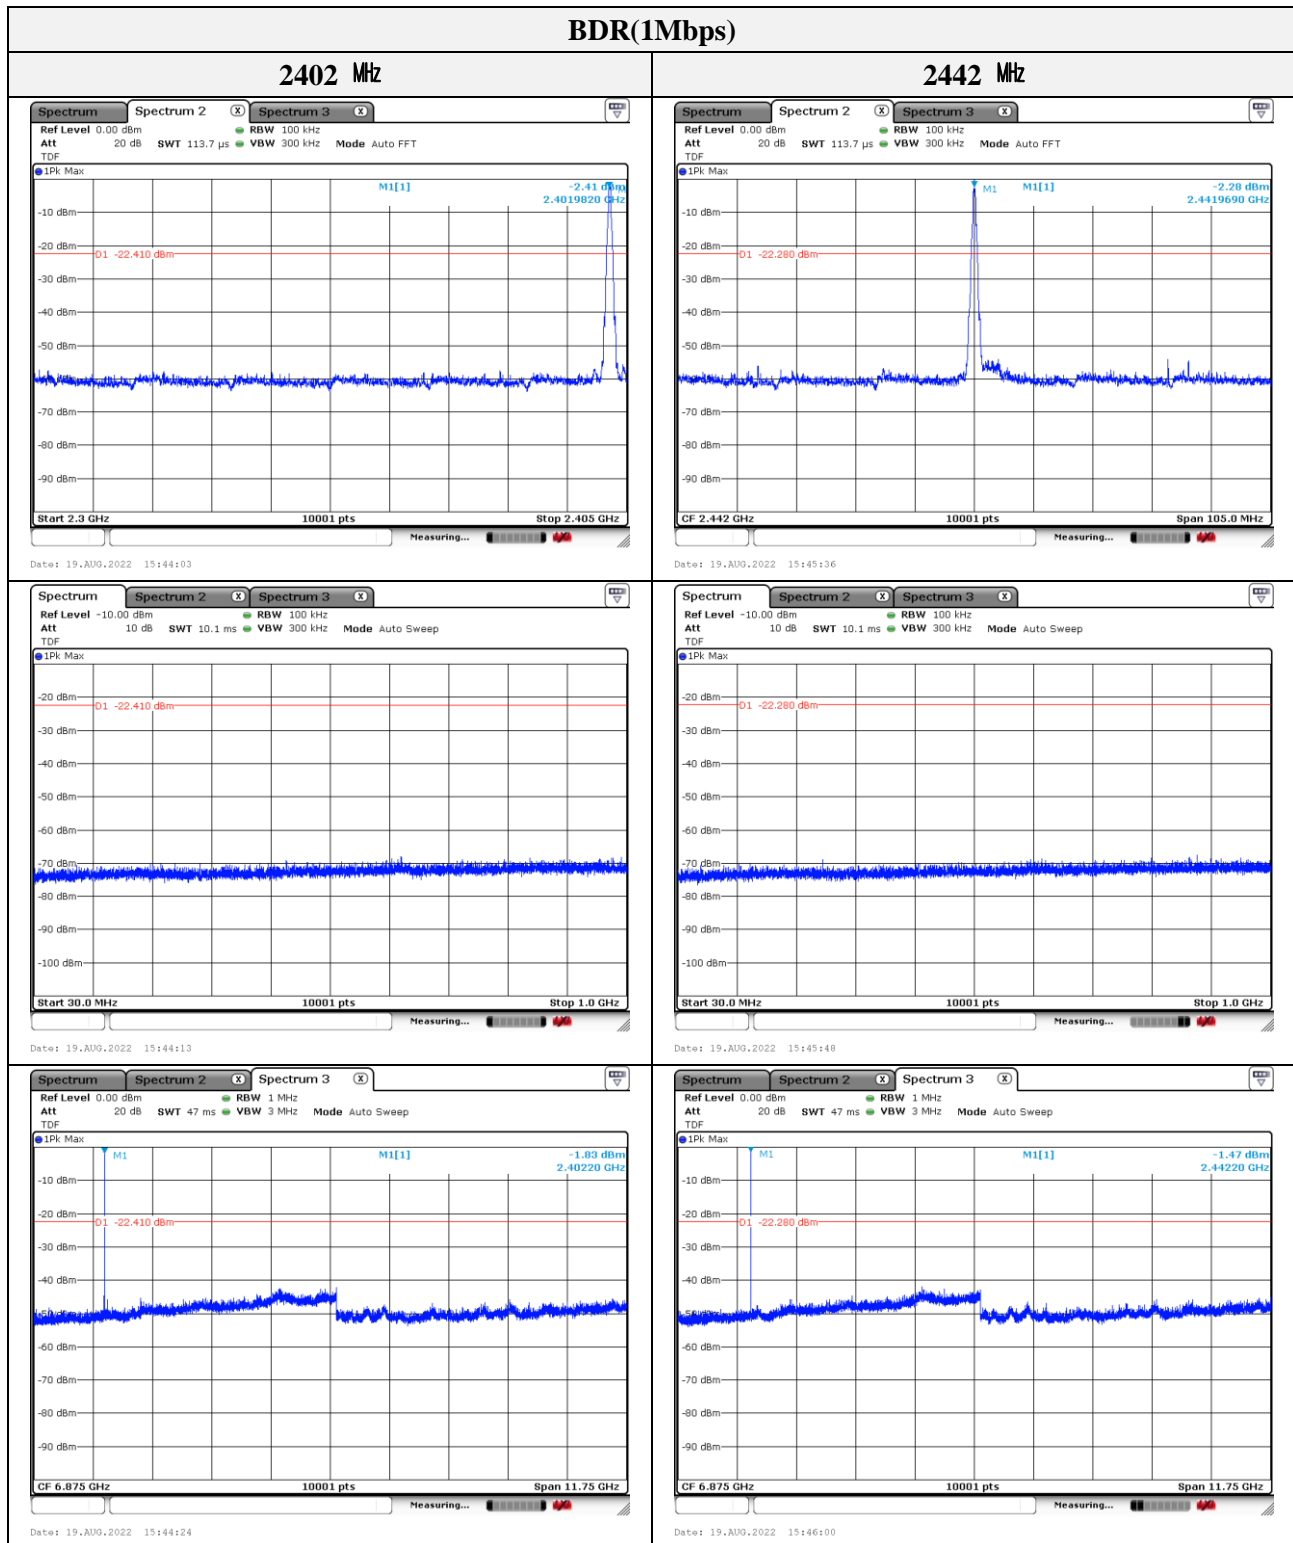 BDR(1Mbps)
2402 ㎒
2442 ㎒
Spectrum Spectrum 2 X Spectrum 3 X
Ref Level 0.00 dBm RBW 100 kHz
Att 20 dB SWT 113.7 µs VBW 300 kHz Mode Auto FFT
TDF
1Pk Max
M1[1] -2.41 dBm
2.4019820 GHz
-10 dBm
-20 dBm
D1 -22.410 dBm
-30 dBm
-40 dBm
-50 dBm
-70 dBm
-80 dBm
-90 dBm
Start 2.3 GHz 10001 pts Stop 2.405 GHz
Measuring...
Date: 19.AUG.2022 15:44:03
Spectrum Spectrum 2 X Spectrum 3 X
Ref Level 0.00 dBm RBW 100 kHz
Att 20 dB SWT 113.7 µs VBW 300 kHz Mode Auto FFT
TDF
1Pk Max
M1 M1[1] -2.28 dBm
2.4419690 GHz
-10 dBm
-20 dBm
D1 -22.280 dBm
-30 dBm
-40 dBm
-50 dBm
-70 dBm
-80 dBm
-90 dBm
CF 2.442 GHz 10001 pts Span 105.0 MHz
Measuring...
Date: 19.AUG.2022 15:45:36
Spectrum Spectrum 2 X Spectrum 3 X
Ref Level -10.00 dBm RBW 100 kHz
Att 10 dB SWT 10.1 ms VBW 300 kHz Mode Auto Sweep
TDF
1Pk Max
-20 dBm
D1 -22.410 dBm
-30 dBm
-40 dBm
-50 dBm
-60 dBm
-70 dBm
-80 dBm
-90 dBm
-100 dBm
Start 30.0 MHz 10001 pts Stop 1.0 GHz
Measuring...
Date: 19.AUG.2022 15:44:13
Spectrum Spectrum 2 X Spectrum 3 X
Ref Level -10.00 dBm RBW 100 kHz
Att 10 dB SWT 10.1 ms VBW 300 kHz Mode Auto Sweep
TDF
1Pk Max
-20 dBm
D1 -22.280 dBm
-30 dBm
-40 dBm
-50 dBm
-60 dBm
-70 dBm
-80 dBm
-90 dBm
-100 dBm
Start 30.0 MHz 10001 pts Stop 1.0 GHz
Measuring...
Date: 19.AUG.2022 15:45:48
Spectrum Spectrum 2 X Spectrum 3 X
Ref Level 0.00 dBm RBW 1 MHz
Att 20 dB SWT 47 ms VBW 3 MHz Mode Auto Sweep
TDF
1Pk Max
M1 M1[1] -1.83 dBm
2.40220 GHz
-10 dBm
-20 dBm
D1 -22.410 dBm
-30 dBm
-40 dBm
-60 dBm
-70 dBm
-80 dBm
-90 dBm
CF 6.875 GHz 10001 pts Span 11.75 GHz
Measuring...
Date: 19.AUG.2022 15:44:24
Spectrum Spectrum 2 X Spectrum 3 X
Ref Level 0.00 dBm RBW 1 MHz
Att 20 dB SWT 47 ms VBW 3 MHz Mode Auto Sweep
TDF
1Pk Max
M1 M1[1] -1.47 dBm
2.44220 GHz
-10 dBm
-20 dBm
D1 -22.280 dBm
-30 dBm
-40 dBm
-60 dBm
-70 dBm
-80 dBm
-90 dBm
CF 6.875 GHz 10001 pts Span 11.75 GHz
Measuring...
Date: 19.AUG.2022 15:46:00